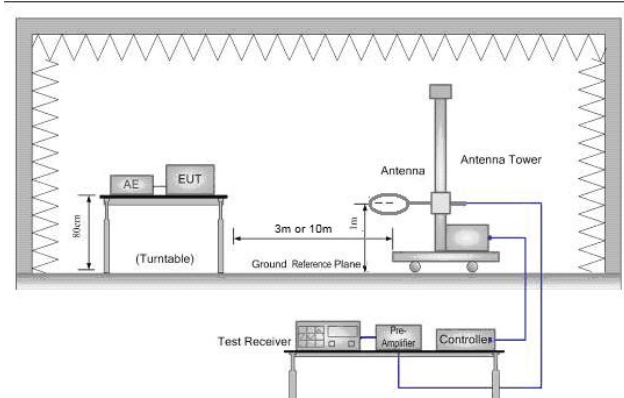 Antenna
Antenna Tower
AE
EUT
80cm
(Turntable)
3m or 10m
1m
Ground Reference Plane
Test Receiver
Pre-
Amplifier
Controller